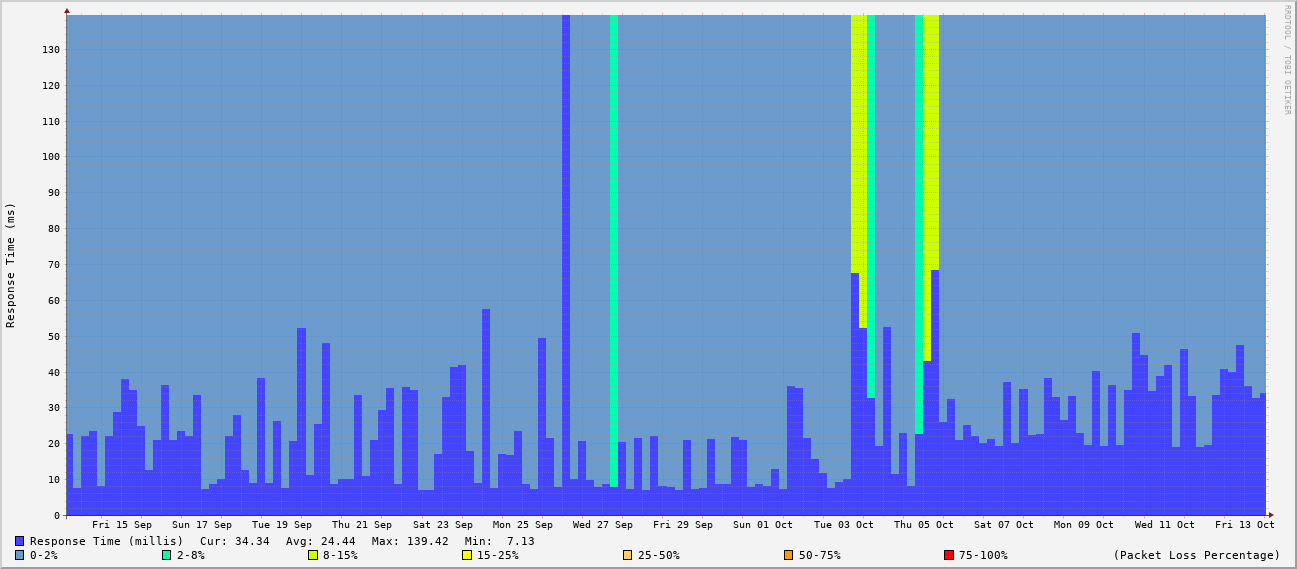 RRDTOOL / TOBI OETIKER
Response Time (ms)
130
120
110
100
90
80
70
60
50
40
30
20
10
0
Fri 15 Sep Sun 17 Sep Tue 19 Sep Thu 21 Sep Sat 23 Sep Mon 25 Sep Wed 27 Sep Fri 29 Sep Sun 01 Oct Tue 03 Oct Thu 05 Oct Sat 07 Oct Mon 09 Oct Wed 11 Oct Fri 13 Oct
Response Time (millis) Cur: 34.34 Avg: 24.44 Max: 139.42 Min: 7.13
0-2% 2-8% 8-15% 15-25% 25-50% 50-75% 75-100% (Packet Loss Percentage)